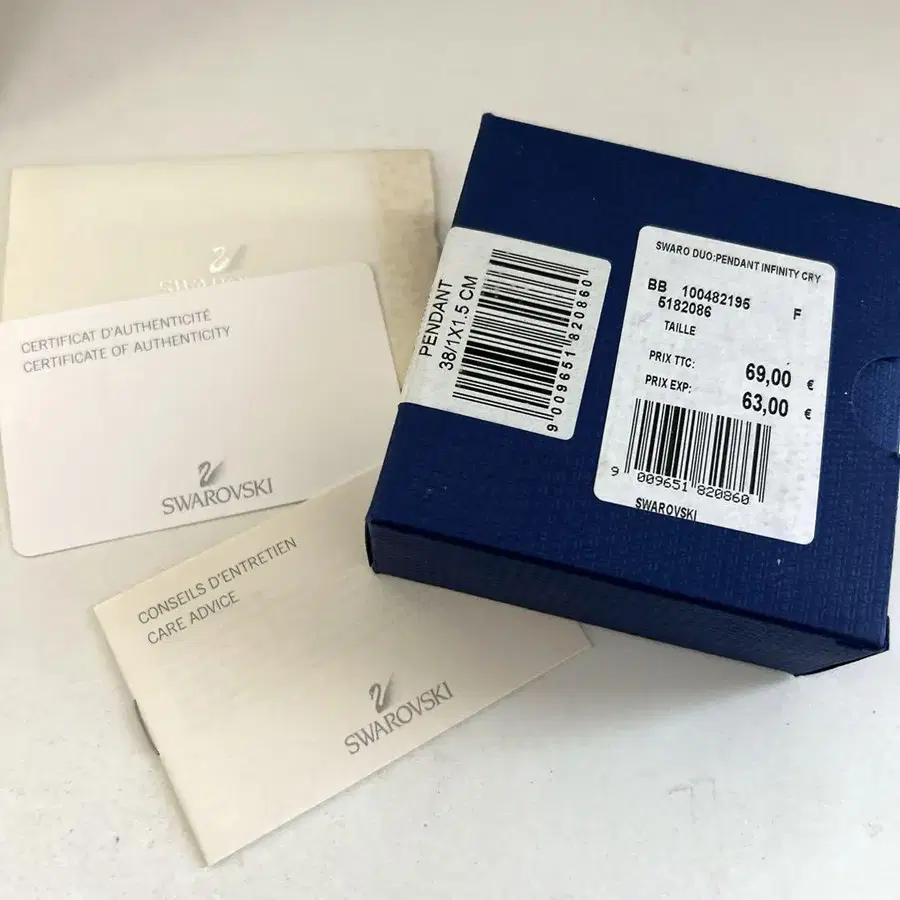 SWAROVSKI
CERTIFICAT D'AUTHENTICITÉ
CERTIFICATE OF AUTHENTICITY
SWAROVSKI
CONSEILS D'ENTRETIEN
CARE ADVICE
SWAROVSKI
PENDANT
38/1X1.5 CM
9 009651 820860
SWARO DUO:PENDANT INFINITY CRY
BB 100482195 F
5182086
TAILLE
PRIX TTC: 69,00 €
PRIX EXP: 63,00 €
9 009651 820860
SWAROVSKI